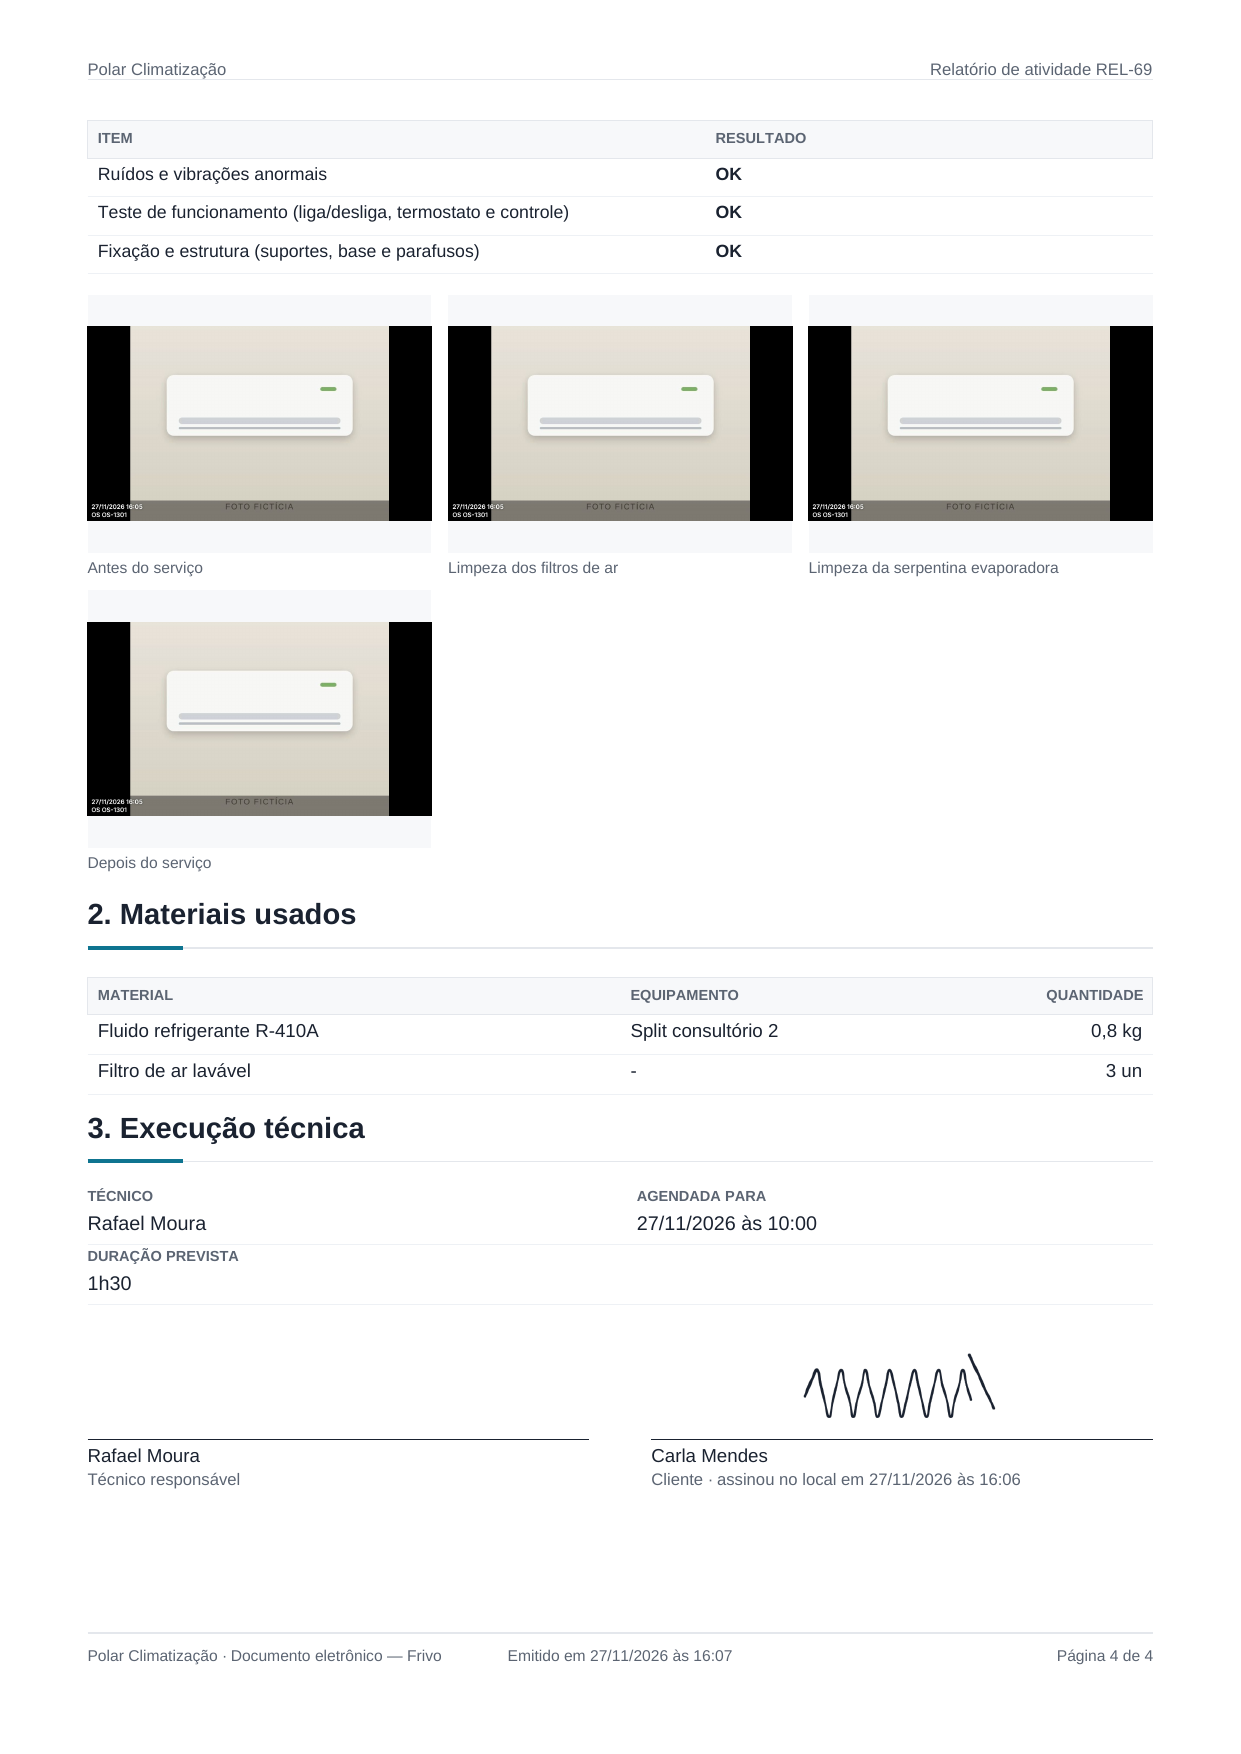 Polar Climatização Relatório de atividade REL-69
ITEM RESULTADO
Ruídos e vibrações anormais OK
Teste de funcionamento (liga/desliga, termostato e controle) OK
Fixação e estrutura (suportes, base e parafusos) OK
27/11/2026 16:05 FOTO FICTÍCIA
OS OS-1301
27/11/2026 16:05 FOTO FICTÍCIA
OS OS-1301
27/11/2026 16:05 FOTO FICTÍCIA
OS OS-1301
Antes do serviço Limpeza dos filtros de ar Limpeza da serpentina evaporadora
27/11/2026 16:05 FOTO FICTÍCIA
OS OS-1301
Depois do serviço
2. Materiais usados
MATERIAL EQUIPAMENTO QUANTIDADE
Fluido refrigerante R-410A Split consultório 2 0,8 kg
Filtro de ar lavável - 3 un
3. Execução técnica
TÉCNICO AGENDADA PARA
Rafael Moura 27/11/2026 às 10:00
DURAÇÃO PREVISTA
1h30
Rafael Moura Carla Mendes
Técnico responsável Cliente · assinou no local em 27/11/2026 às 16:06
Polar Climatização · Documento eletrônico — Frivo Emitido em 27/11/2026 às 16:07 Página 4 de 4